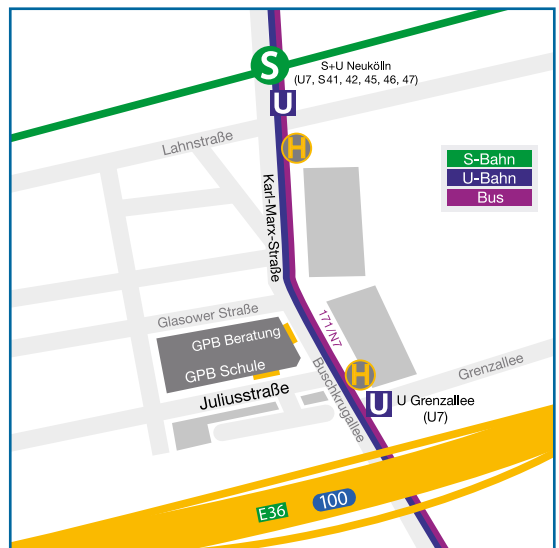 S
S+U Neukölln
(U7, S41, 42, 45, 46, 47)
U
Lahnstraße
H
S-Bahn
U-Bahn
Bus
Karl-Marx-Straße
Glasower Straße
171/N7
GPB Beratung
GPB Schule
Buschkrugallee
Juliusstraße
H
Grenzallee
U
U Grenzallee
(U7)
E36
100